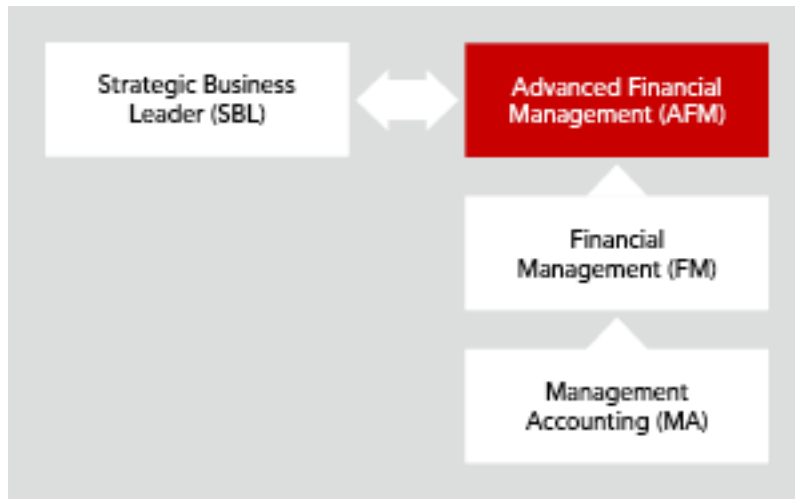 Strategic Business
Leader (SBL)
Advanced Financial
Management (AFM)
Financial
Management (FM)
Management
Accounting (MA)